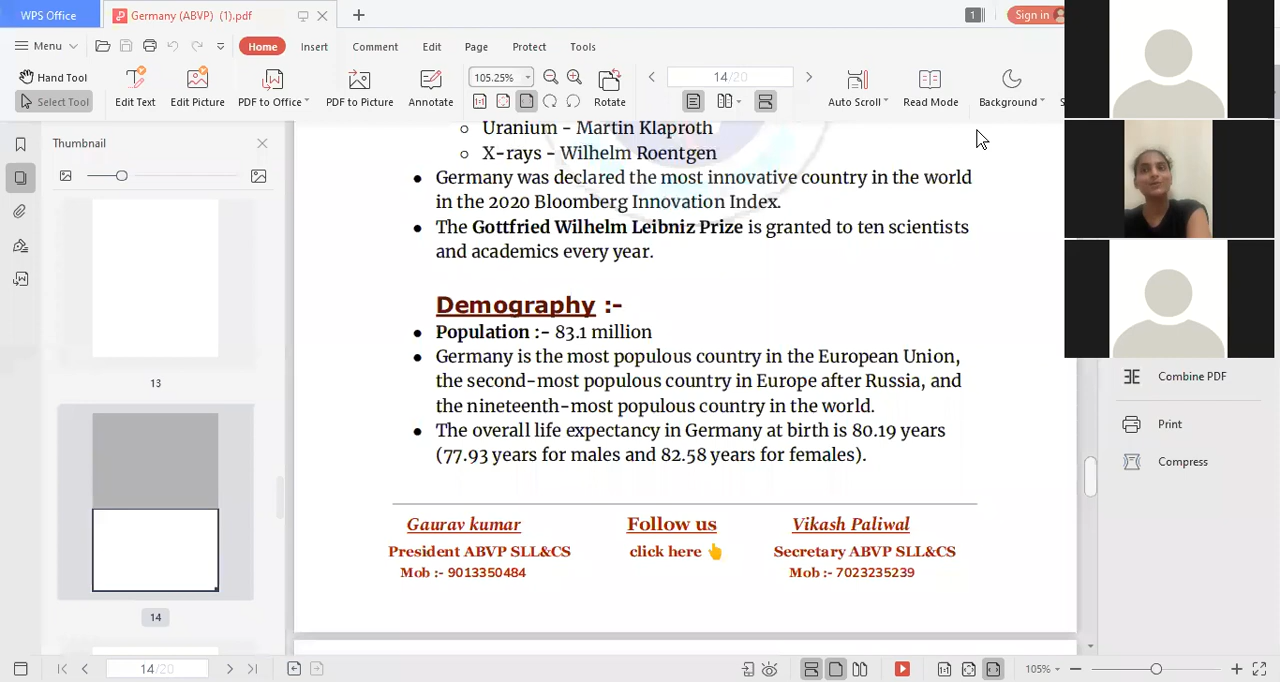 WPS Office
Germany (ABVP) (1).pdf
1
Sign in
Menu
Home
Insert
Comment
Edit
Page
Protect
Tools
Hand Tool
Select Tool
Edit Text
Edit Picture
PDF to Office
PDF to Picture
Annotate
105.25%
Rotate
14/20
Auto Scroll
Read Mode
Background
Thumbnail
13
14
Uranium - Martin Klaproth
X-rays - Wilhelm Roentgen
Germany was declared the most innovative country in the world
in the 2020 Bloomberg Innovation Index.
The Gottfried Wilhelm Leibniz Prize is granted to ten scientists
and academics every year.
Demography :-
Population :- 83.1 million
Germany is the most populous country in the European Union,
the second-most populous country in Europe after Russia, and
the nineteenth-most populous country in the world.
The overall life expectancy in Germany at birth is 80.19 years
(77.93 years for males and 82.58 years for females).
Gaurav kumar
Follow us
Vikash Paliwal
President ABVP SLL&CS
click here 👆
Secretary ABVP SLL&CS
Mob :- 9013350484
Mob :- 7023235239
Combine PDF
Print
Compress
14/20
105%